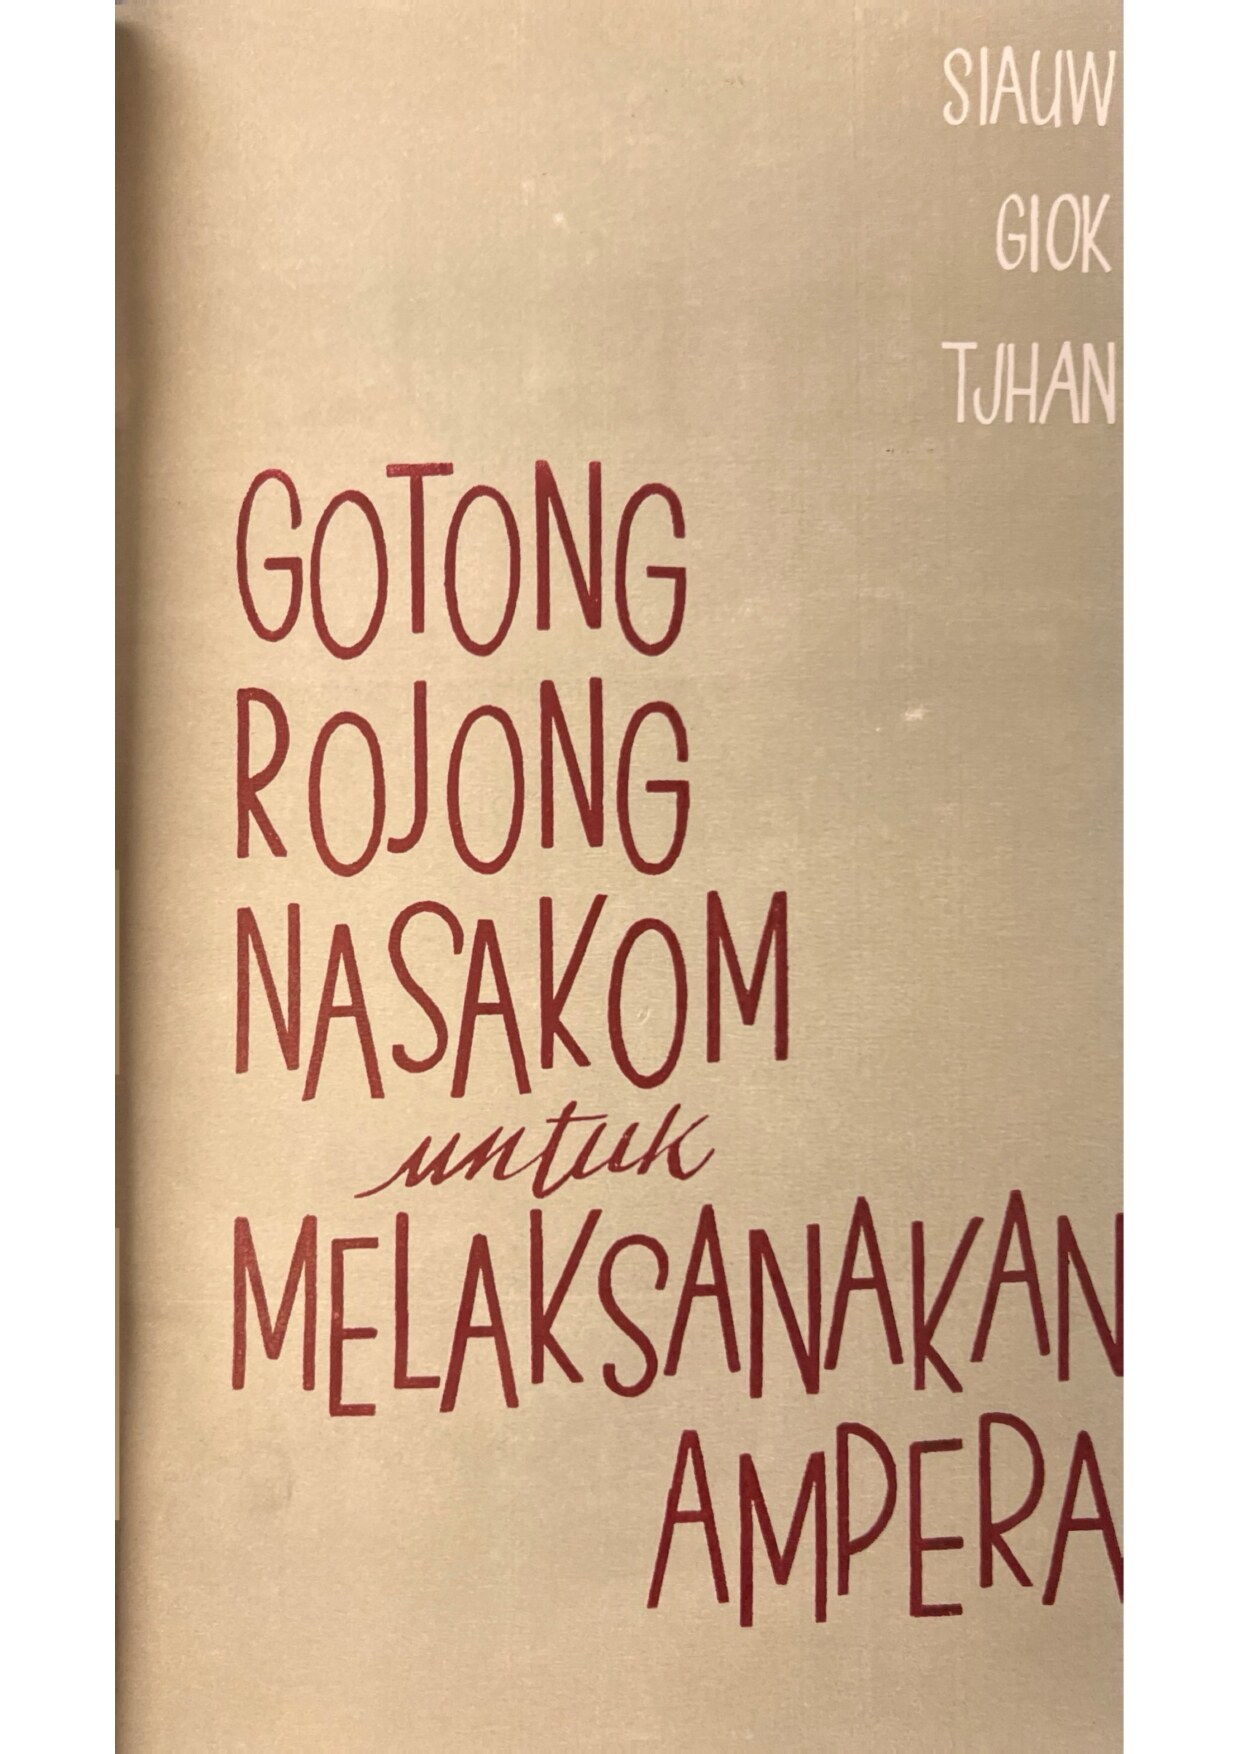 SIAUW
GIOK
TJHAN
GOTONG
ROJONG
NASAKOM
untuk
MELAKSANAKAN
AMPERA